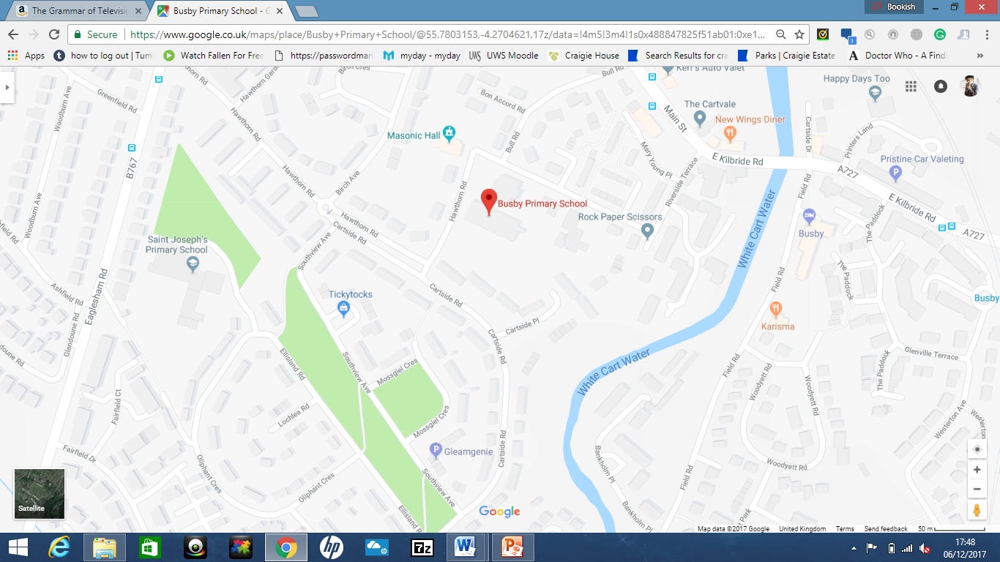 The Grammar of Televisi
Busby Primary School - G
Bookish
Secure
https://www.google.co.uk/maps/place/Busby+Primary+School/@55.7803153,-4.2704621,17z/data=!4m5!3m4!1s0x488847825f51ab01:0xe1...
Apps
how to log out | Tum
Watch Fallen For Free
https://passwordman
myday - myday
UWS Moodle
Craigie House
Search Results for cra
Parks | Craigie Estate
Doctor Who - A Findi
»
Woodburn Ave
Greenfield Rd
Hawthorn Gard
Birch Cres
Bull Rd
Kerr's Auto Valet
Happy Days Too
Bon Accord Rd
The Cartvale
Main St
New Wings Diner
Cartside Dr
Hawthorn Rd
Masonic Hall
Bull Rd
Mary Young Pl
Printers Land
E Kilbride Rd
Pristine Car Valeting
B767
Hawthorn Rd
Birch Ave
Riverside Terrace
A727
Field Rd
Woodburn Ave
Hawthorn Rd
Busby Primary School
E Kilbride Rd
Rock Paper Scissors
White Cart Water
The Paddock
Hawthorn Rd
Cartside Rd
Busby
A727
Saint Joseph's
Primary School
Southview Ave
Field Rd
The Paddock
Eaglesham Rd
Ashfield Rd
Tickytocks
Cartside Rd
Busby
Glendoune Rd
Cartside Pl
Karisma
Cartside Rd
White Cart Water
Glenville Terrace
Ellisland Rd
Southview Ave
Mossgiel Cres
Field Rd
Woodyett Rd
Woodyett Rd
The Paddock
Fairfield Ct
Lochlea Rd
Mossgiel Cres
Westerton Ave
Westerton
Fairfield Dr
Gleamgenie
Cartside Rd
Bankholm Pl
Woodyett Rd
Oliphant Cres
Oliphant Cres
Southview Ave
Field Rd
Ellisland R
Bankholm Pl
Park
Satellite
Google
Map data ©2017 Google
United Kingdom
Terms
Send feedback
50 m
hp
7z
17:48
06/12/2017